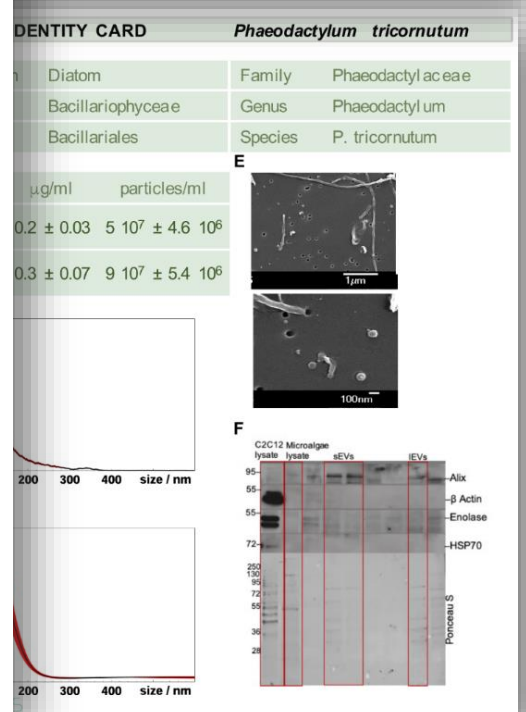 DENTITY CARD Phaeodactylum tricornutum
Diatom Family Phaeodactylaceae
Bacillariophyceae Genus Phaeodactylum
Bacillariales Species P. tricornutum
E
µg/ml particles/ml
0.2 ± 0.03 5 10⁷ ± 4.6 10⁶
0.3 ± 0.07 9 10⁷ ± 5.4 10⁶
1µm
100nm
200 300 400 size / nm
200 300 400 size / nm
F
C2C12 Microalgae
lysate lysate sEVs lEVs
95
Alix
55
β Actin
55
Enolase
72
HSP70
250
130
95
72
55
36
28
Ponceau S